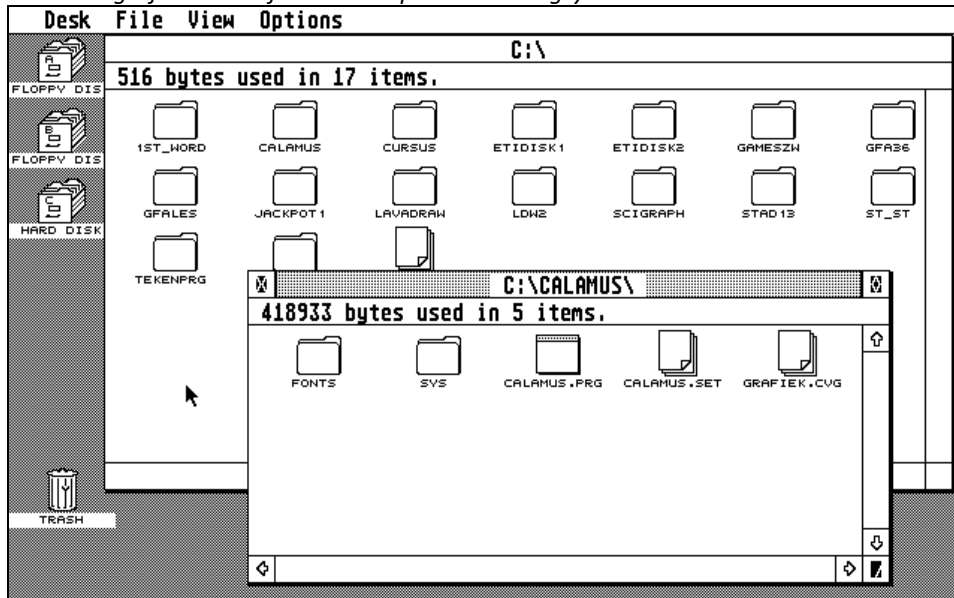 Desk File View Options
C:\
516 bytes used in 17 items.
FLOPPY DIS
1ST_WORD CALAMUS CURSUS ETIDISK1 ETIDISK2 GAMESZW GFA36
FLOPPY DIS
GFALES JACKPOT1 LAVADRAW LDW2 SCIGRAPH STAD13 ST_ST
HARD DISK
TEKENPRG
C:\CALAMUS\
418933 bytes used in 5 items.
FONTS SYS CALAMUS.PRG CALAMUS.SET GRAFIEK.CVG
TRASH